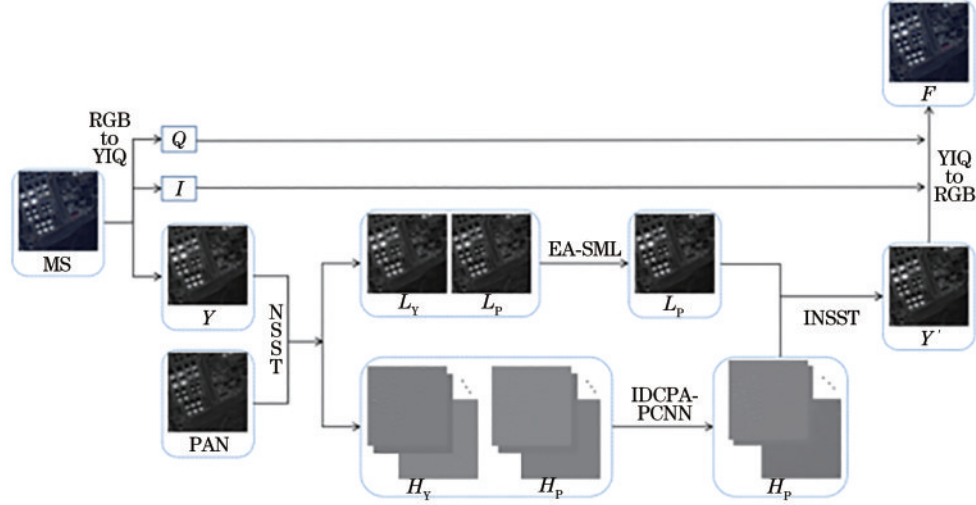 F
RGB
to
YIQ
Q
YIQ
to
RGB
I
MS
Y
NSST
L_Y
L_P
EA-SML
L_P
INSST
Y'
PAN
H_Y
H_P
IDCPA-
PCNN
H_P